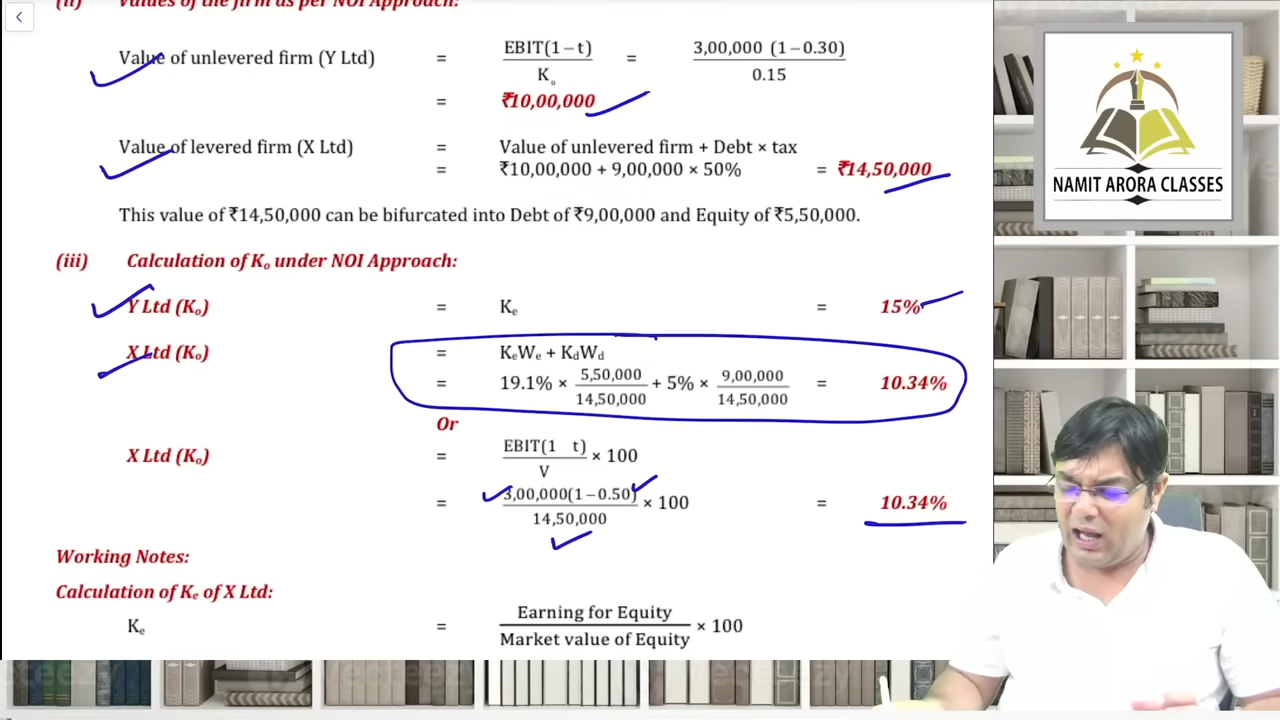 (ii) Values of the firm as per NOI Approach:
Value of unlevered firm (Y Ltd) = EBIT(1−t) / Kₒ = 3,00,000 (1−0.30) / 0.15
= ₹10,00,000
Value of levered firm (X Ltd) = Value of unlevered firm + Debt × tax
= ₹10,00,000 + 9,00,000 × 50% = ₹14,50,000
This value of ₹14,50,000 can be bifurcated into Debt of ₹9,00,000 and Equity of ₹5,50,000.
(iii) Calculation of Kₒ under NOI Approach:
Y Ltd (Kₒ) = Kₑ = 15%
X Ltd (Kₒ) = KₑWₑ + KdWd
= 19.1% × 5,50,000 / 14,50,000 + 5% × 9,00,000 / 14,50,000 = 10.34%
Or
X Ltd (Kₒ) = EBIT(1 t) / V × 100
= 3,00,000(1−0.50) / 14,50,000 × 100 = 10.34%
Working Notes:
Calculation of Kₑ of X Ltd:
Kₑ = Earning for Equity / Market value of Equity × 100
NAMIT ARORA CLASSES